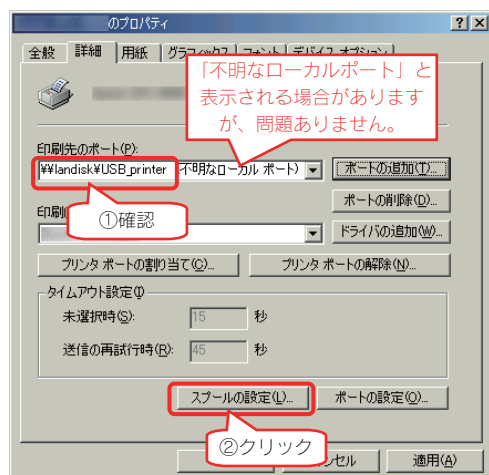 のプロパティ
全般 詳細 用紙 グラフィックス フォント デバイス オプション
「不明なローカルポート」と
表示される場合があります
が、問題ありません。
印刷先のポート(P):
¥¥landisk¥USB_printer 不明なローカル ポート)
ポートの追加(T)...
①確認
ポートの削除(D)...
ドライバの追加(W)...
プリンタ ポートの割り当て(C)... プリンタ ポートの解除(N)...
タイムアウト設定
未選択時(S): 15 秒
送信の再試行時(R): 45 秒
スプールの設定(L)... ポートの設定(O)...
②クリック
適用(A)